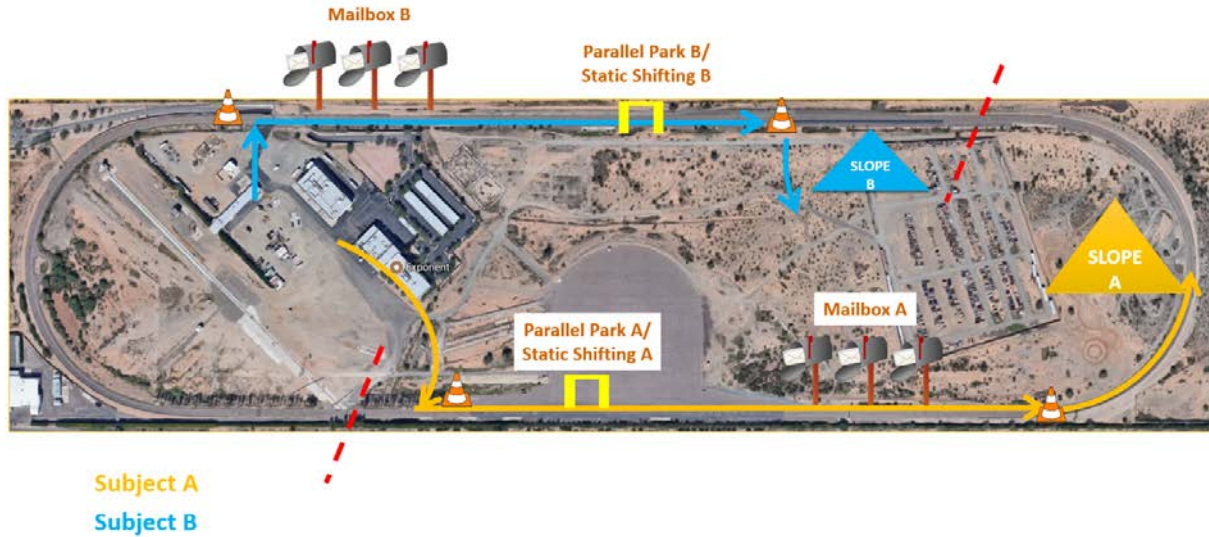 Mailbox B
Parallel Park B/
Static Shifting B
SLOPE
B
SLOPE
A
Exponent
Mailbox A
Parallel Park A/
Static Shifting A
Subject A
Subject B